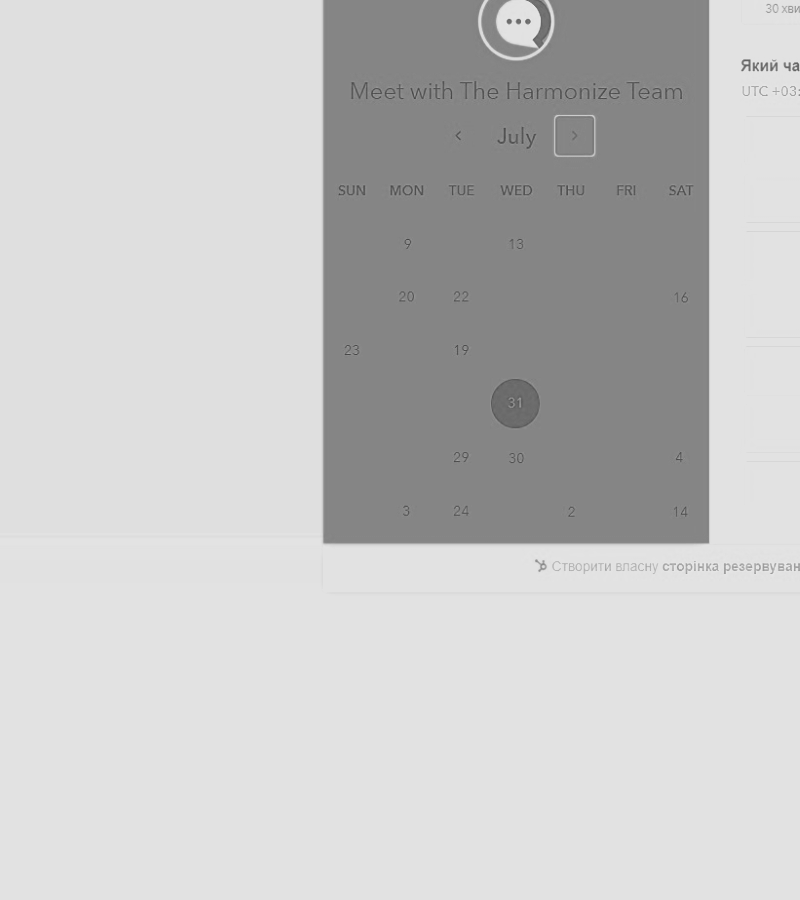 30 хви
Який ча
UTC +03:
Meet with The Harmonize Team
July
SUN MON TUE WED THU FRI SAT
9 13
20 22 16
23 19
31
29 30 4
3 24 2 14
Створити власну сторінка резервуван